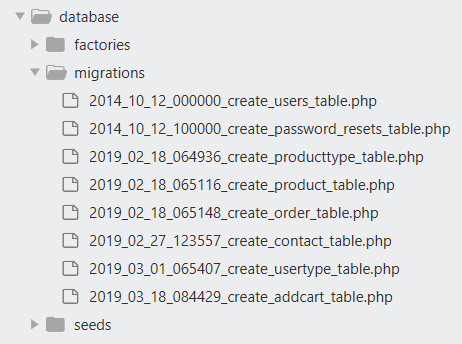 database
factories
migrations
2014_10_12_000000_create_users_table.php
2014_10_12_100000_create_password_resets_table.php
2019_02_18_064936_create_producttype_table.php
2019_02_18_065116_create_product_table.php
2019_02_18_065148_create_order_table.php
2019_02_27_123557_create_contact_table.php
2019_03_01_065407_create_usertype_table.php
2019_03_18_084429_create_addcart_table.php
seeds